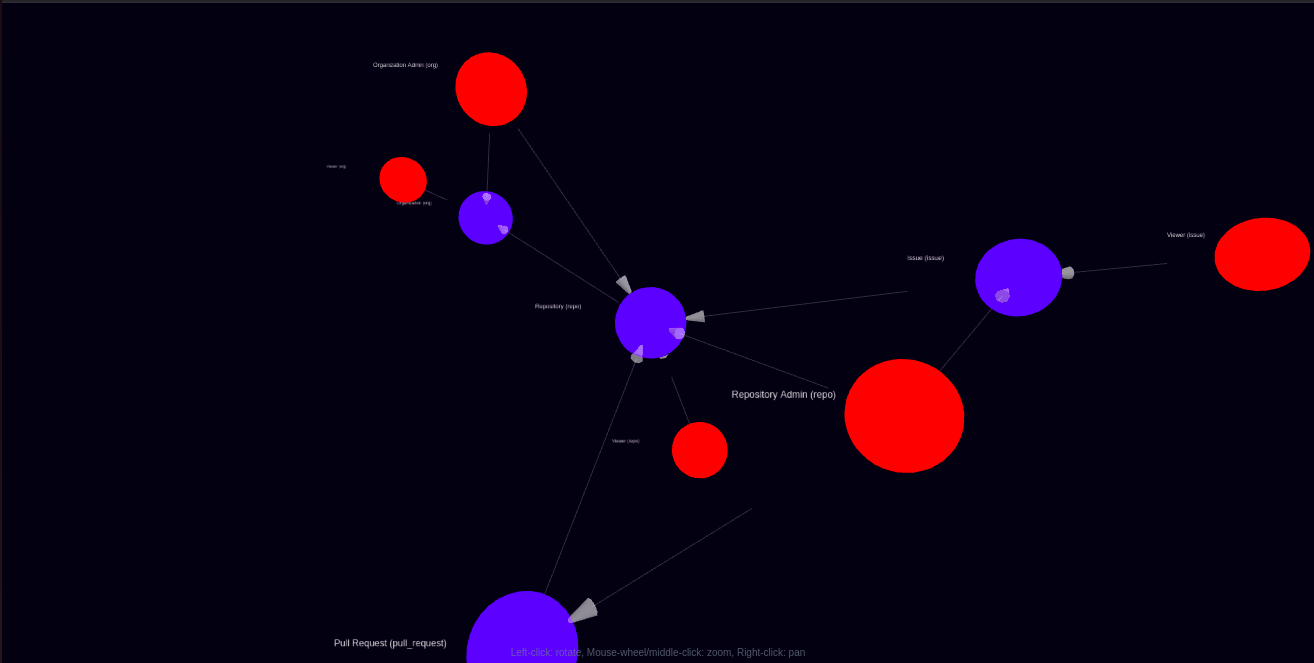 Organization Admin (org)
Viewer (org)
Organization (org)
Viewer (issue)
Issue (issue)
Repository (repo)
Repository Admin (repo)
Viewer (repo)
Pull Request (pull_request)
Left-click: rotate, Mouse-wheel/middle-click: zoom, Right-click: pan